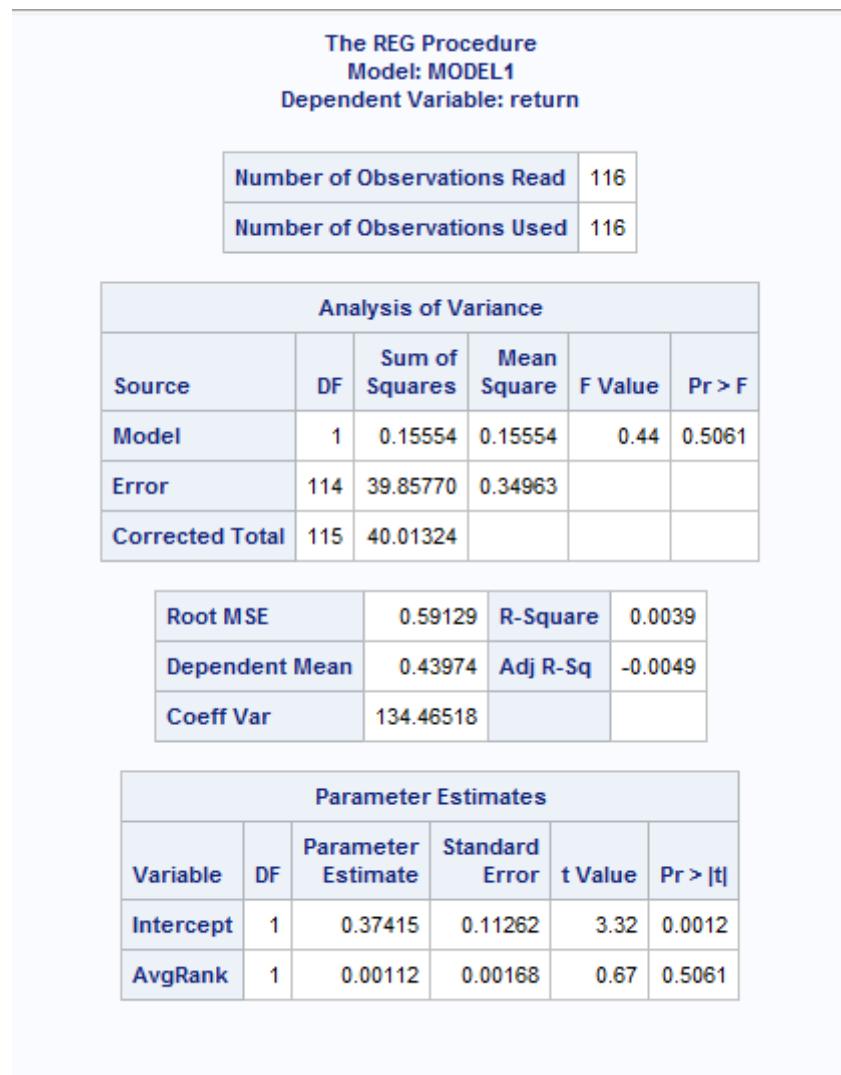 The REG Procedure
Model: MODEL1
Dependent Variable: return
Number of Observations Read 116
Number of Observations Used 116
Analysis of Variance
Source DF Sum of Squares Mean Square F Value Pr > F
Model 1 0.15554 0.15554 0.44 0.5061
Error 114 39.85770 0.34963
Corrected Total 115 40.01324
Root MSE 0.59129 R-Square 0.0039
Dependent Mean 0.43974 Adj R-Sq -0.0049
Coeff Var 134.46518
Parameter Estimates
Variable DF Parameter Estimate Standard Error t Value Pr > |t|
Intercept 1 0.37415 0.11262 3.32 0.0012
AvgRank 1 0.00112 0.00168 0.67 0.5061